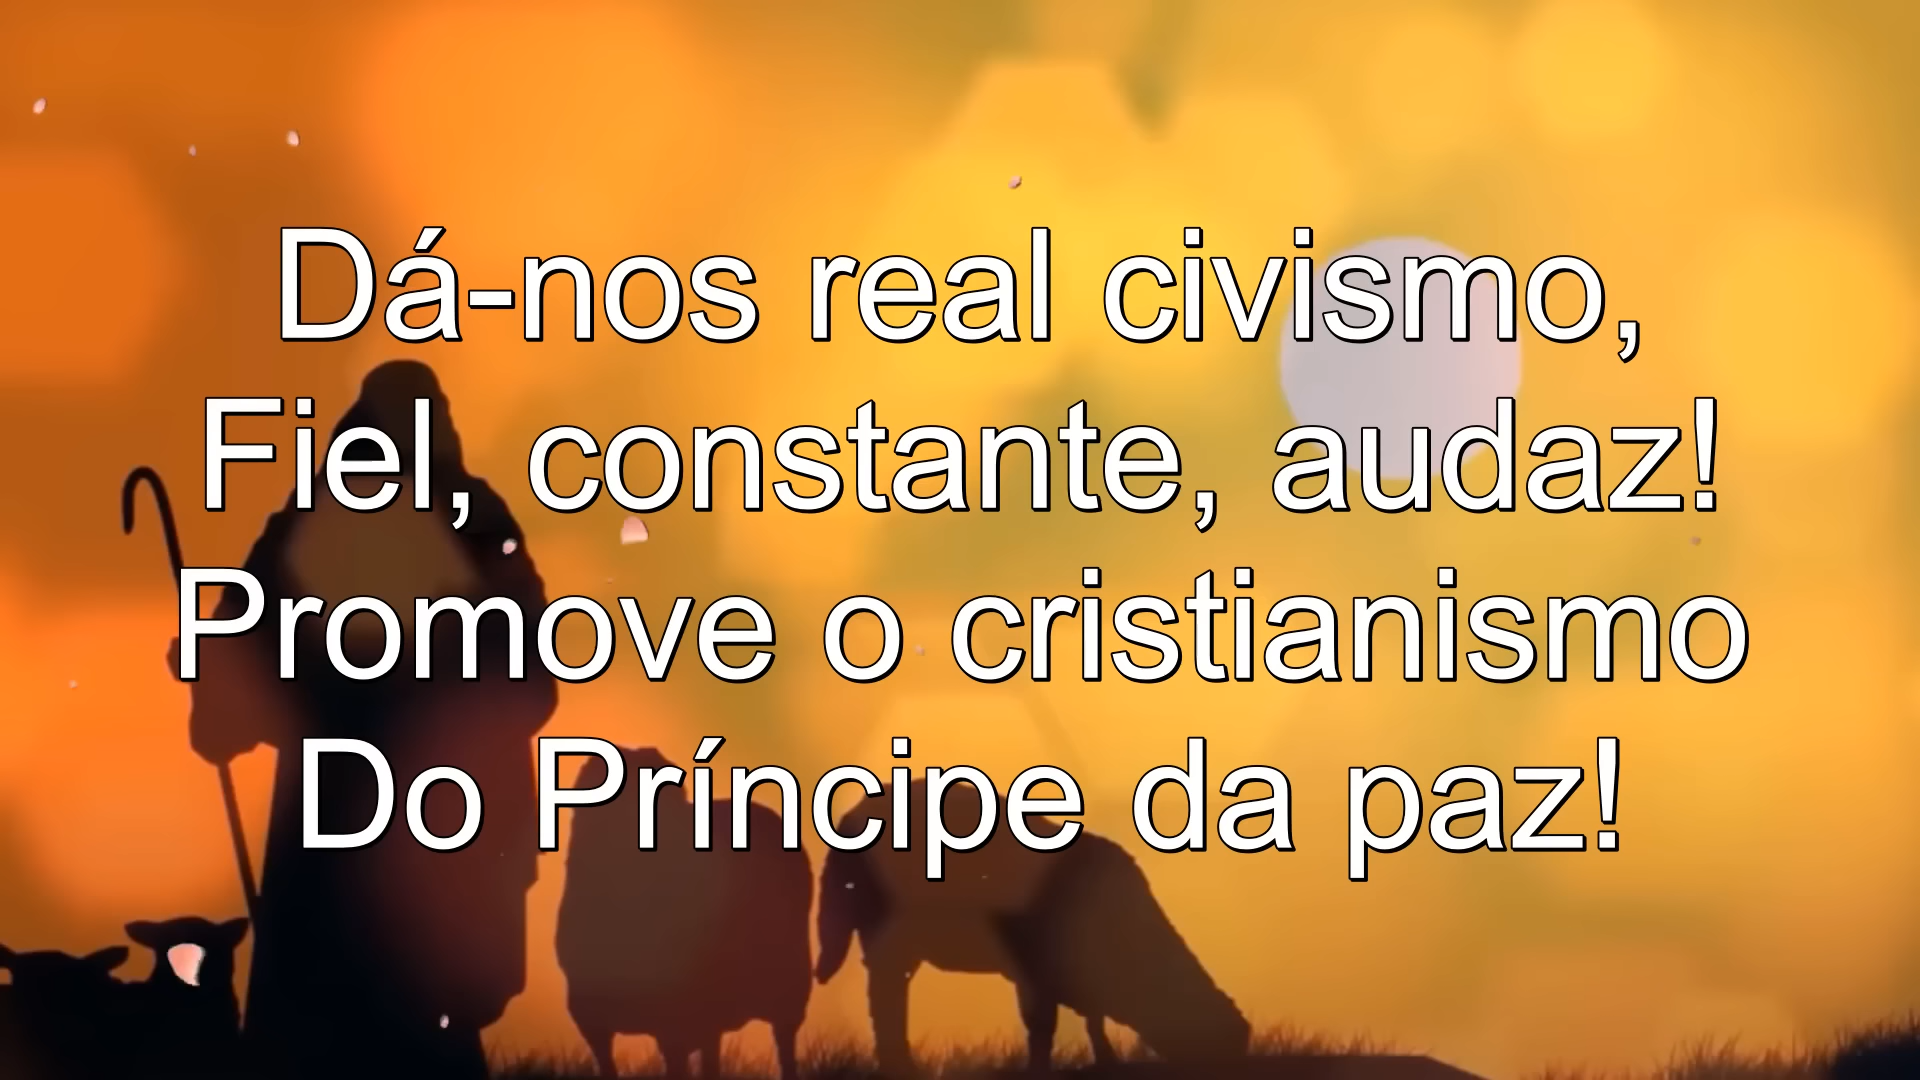 Dá-nos real civismo,
Fiel, constante, audaz!
Promove o cristianismo
Do Príncipe da paz!